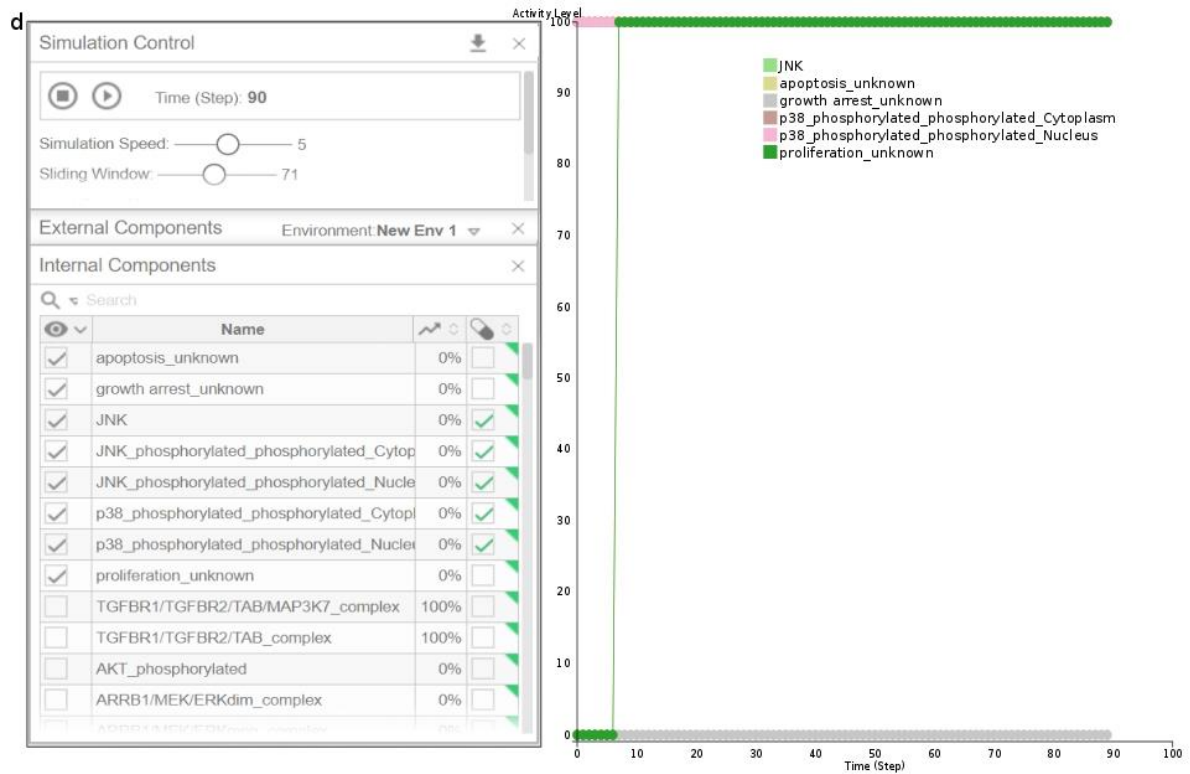 d
Simulation Control
Time (Step): 90
Simulation Speed: 5
Sliding Window: 71
External Components Environment:New Env 1
Internal Components
Search
Name
apoptosis_unknown 0%
growth arrest_unknown 0%
JNK 0%
JNK_phosphorylated_phosphorylated_Cytop 0%
JNK_phosphorylated_phosphorylated_Nucle 0%
p38_phosphorylated_phosphorylated_Cytopl 0%
p38_phosphorylated_phosphorylated_Nucle 0%
proliferation_unknown 0%
TGFBR1/TGFBR2/TAB/MAP3K7_complex 100%
TGFBR1/TGFBR2/TAB_complex 100%
AKT_phosphorylated 0%
ARRB1/MEK/ERKdim_complex 0%
Activity Level
100
90
80
70
60
50
40
30
20
10
0
JNK
apoptosis_unknown
growth arrest_unknown
p38_phosphorylated_phosphorylated_Cytoplasm
p38_phosphorylated_phosphorylated_Nucleus
proliferation_unknown
0 10 20 30 40 50 60 70 80 90 100
Time (Step)